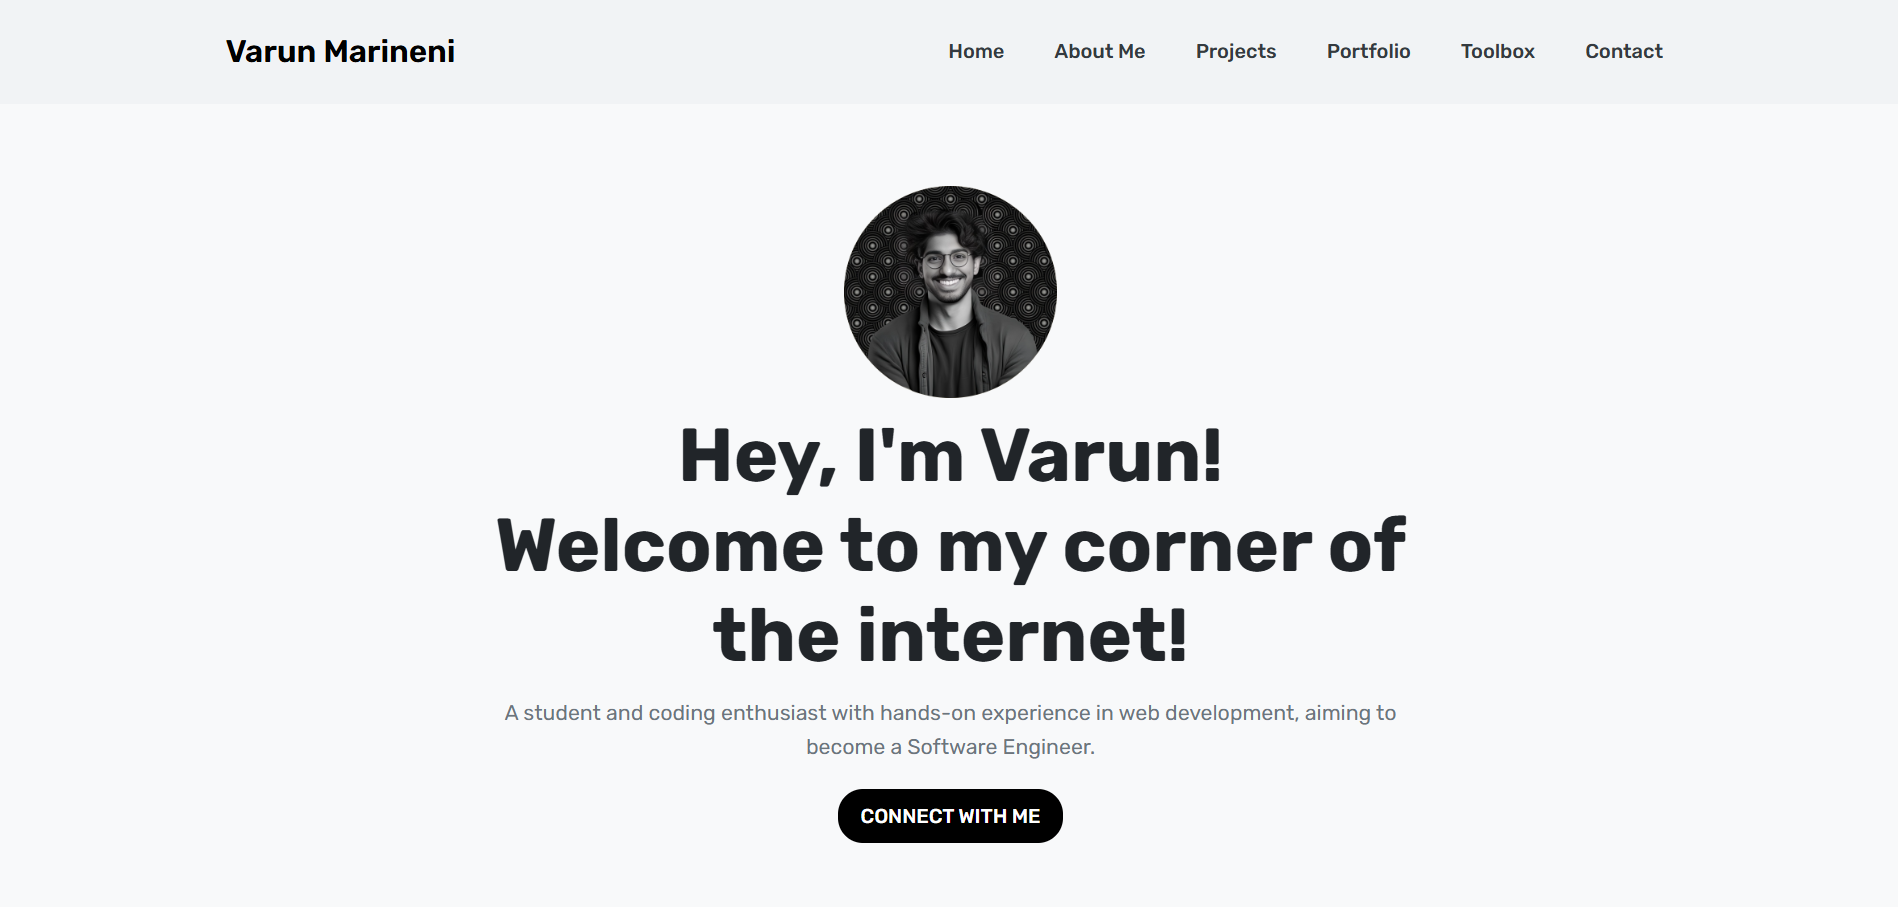 Varun Marineni
Home About Me Projects Portfolio Toolbox Contact
Hey, I'm Varun!
Welcome to my corner of
the internet!
A student and coding enthusiast with hands-on experience in web development, aiming to
become a Software Engineer.
CONNECT WITH ME